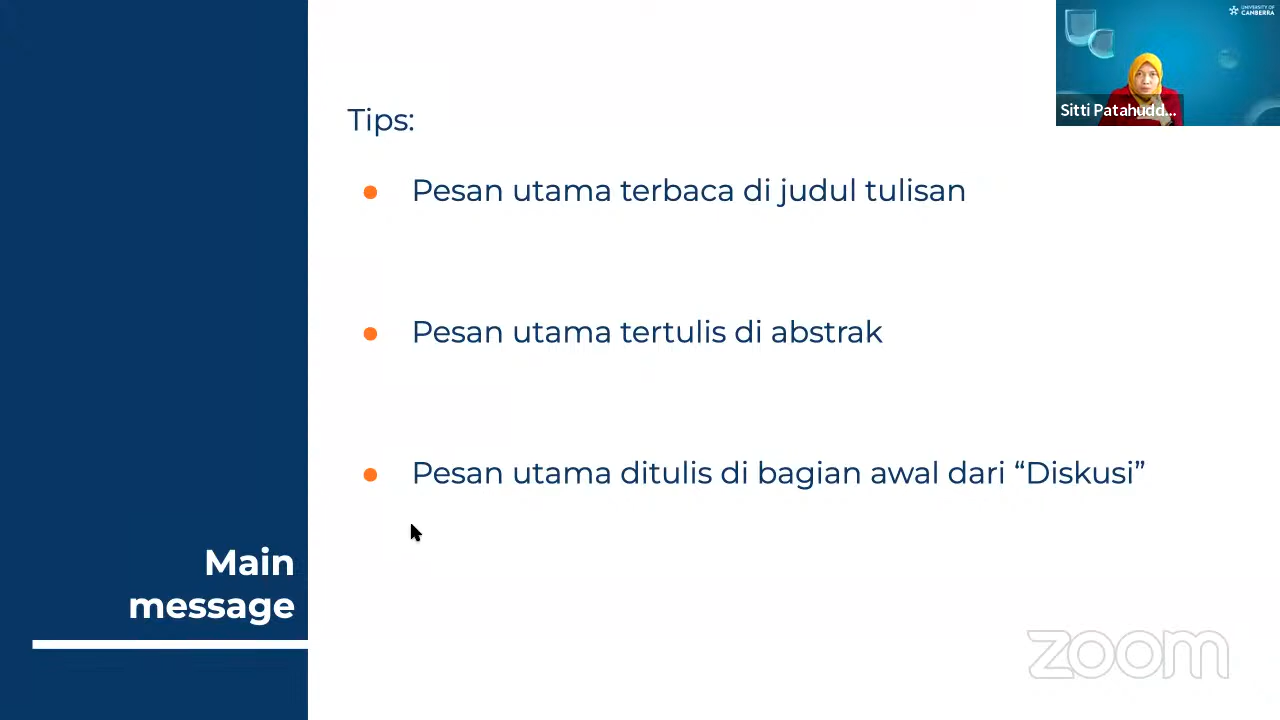 UNIVERSITY OF
CANBERRA
Sitti Patahudd...
Tips:
● Pesan utama terbaca di judul tulisan
● Pesan utama tertulis di abstrak
● Pesan utama ditulis di bagian awal dari “Diskusi”
Main
message
zoom